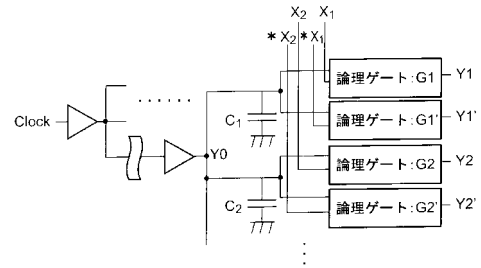 X2 X1
*X2 *X1
論理ゲート:G1 Y1
Clock
C1
論理ゲート:G1' Y1'
Y0
論理ゲート:G2 Y2
C2
論理ゲート:G2' Y2'